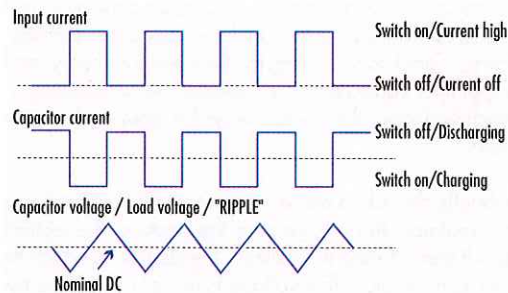 Input current
Switch on/Current high
Switch off/Current off
Capacitor current
Switch off/Discharging
Switch on/Charging
Capacitor voltage / Load voltage / "RIPPLE"
Nominal DC